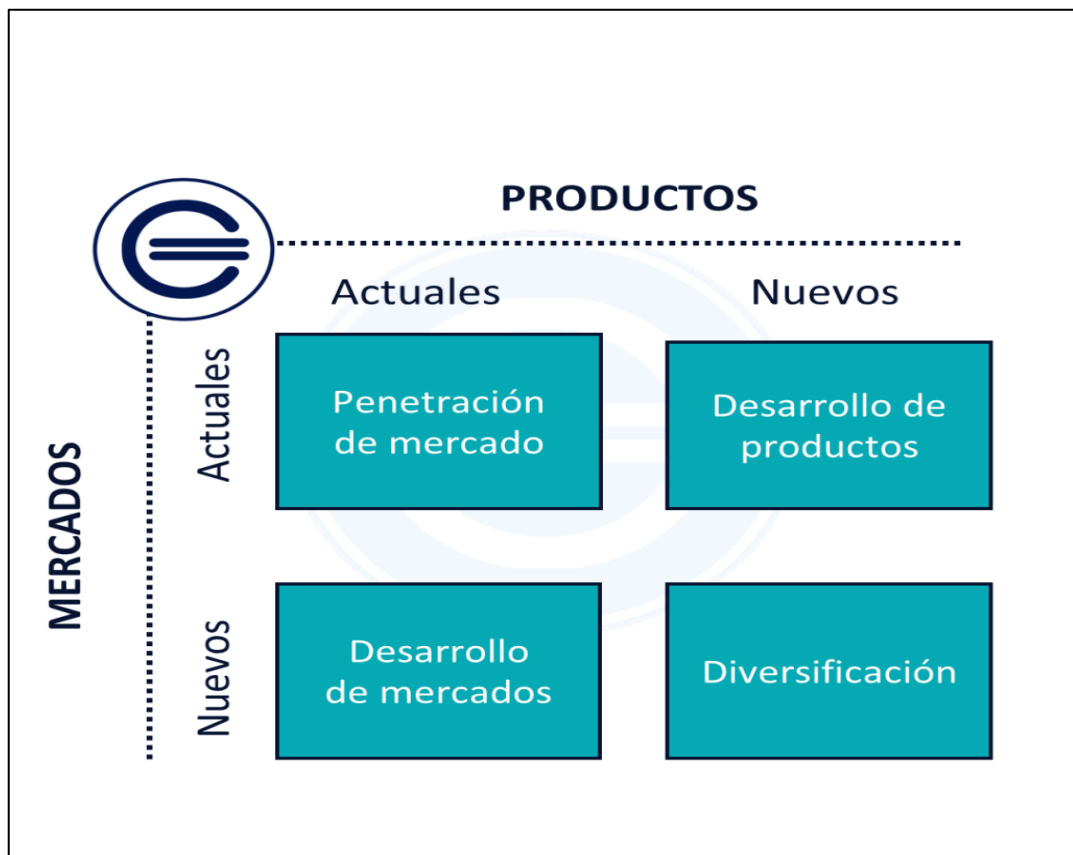 PRODUCTOS
Actuales
Nuevos
MERCADOS
Actuales
Penetración
de mercado
Desarrollo de
productos
Nuevos
Desarrollo
de mercados
Diversificación